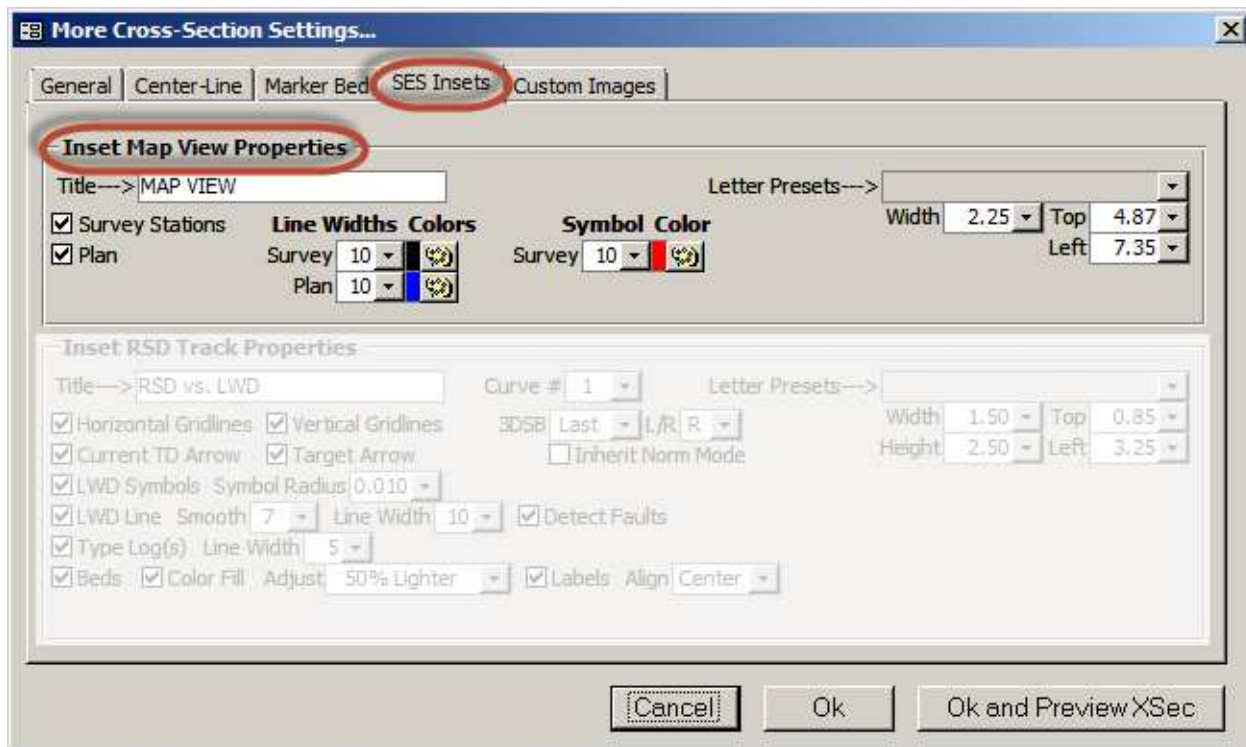 More Cross-Section Settings...
General Center-Line Marker Bed SES Insets Custom Images
Inset Map View Properties
Title---> MAP VIEW Letter Presets--->
Survey Stations Line Widths Colors Symbol Color Width 2.25 Top 4.87
Plan Survey 10 Survey 10 Left 7.35
Plan 10
Inset RSD Track Properties
Title---> RSD vs. LWD Curve # 1 Letter Presets--->
Horizontal Gridlines Vertical Gridlines 3DSB Last L/R R Width 1.50 Top 0.85
Current TD Arrow Target Arrow Inherit Norm Mode Height 2.50 Left 3.25
LWD Symbols Symbol Radius 0.010
LWD Line Smooth 7 Line Width 10 Detect Faults
Type Log(s) Line Width 5
Beds Color Fill Adjust 50% Lighter Labels Align Center
Cancel Ok Ok and Preview XSec